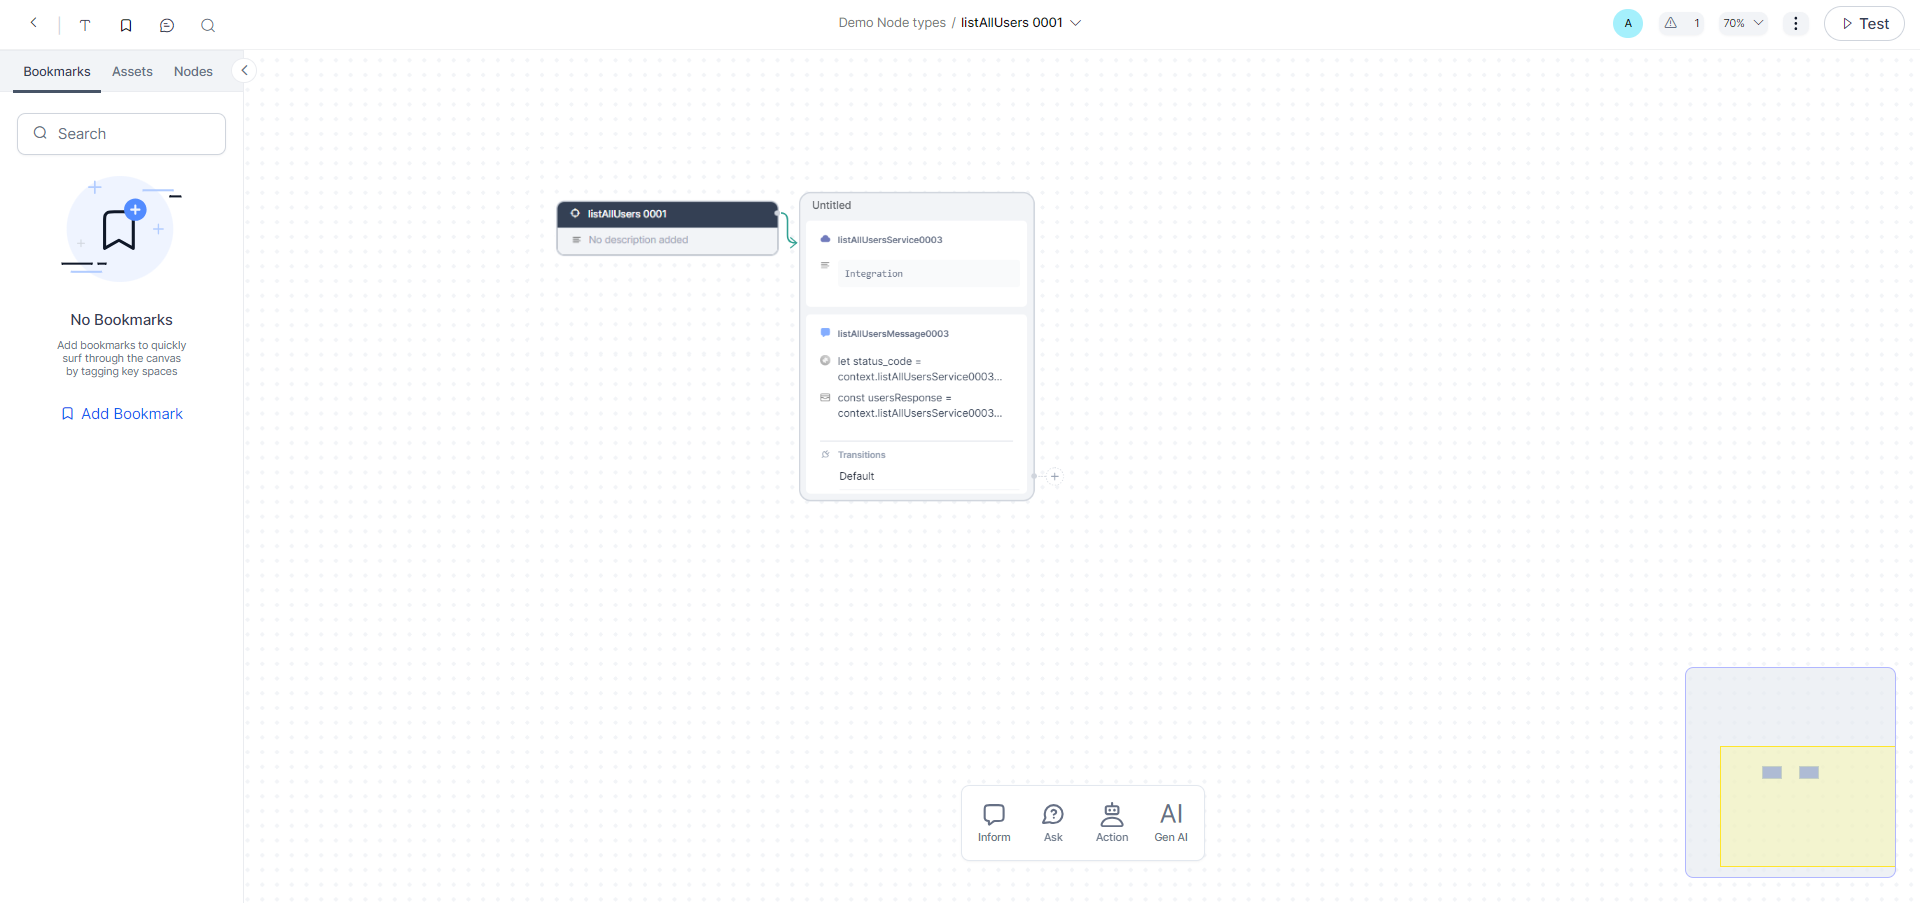 Demo Node types / listAllUsers 0001
A
1
70%
Test
Bookmarks
Assets
Nodes
Search
No Bookmarks
Add bookmarks to quickly
surf through the canvas
by tagging key spaces
Add Bookmark
listAllUsers 0001
No description added
Untitled
listAllUsersService0003
Integration
listAllUsersMessage0003
let status_code =
context.listAllUsersService0003...
const usersResponse =
context.listAllUsersService0003...
Transitions
Default
Inform
Ask
Action
AI
Gen AI